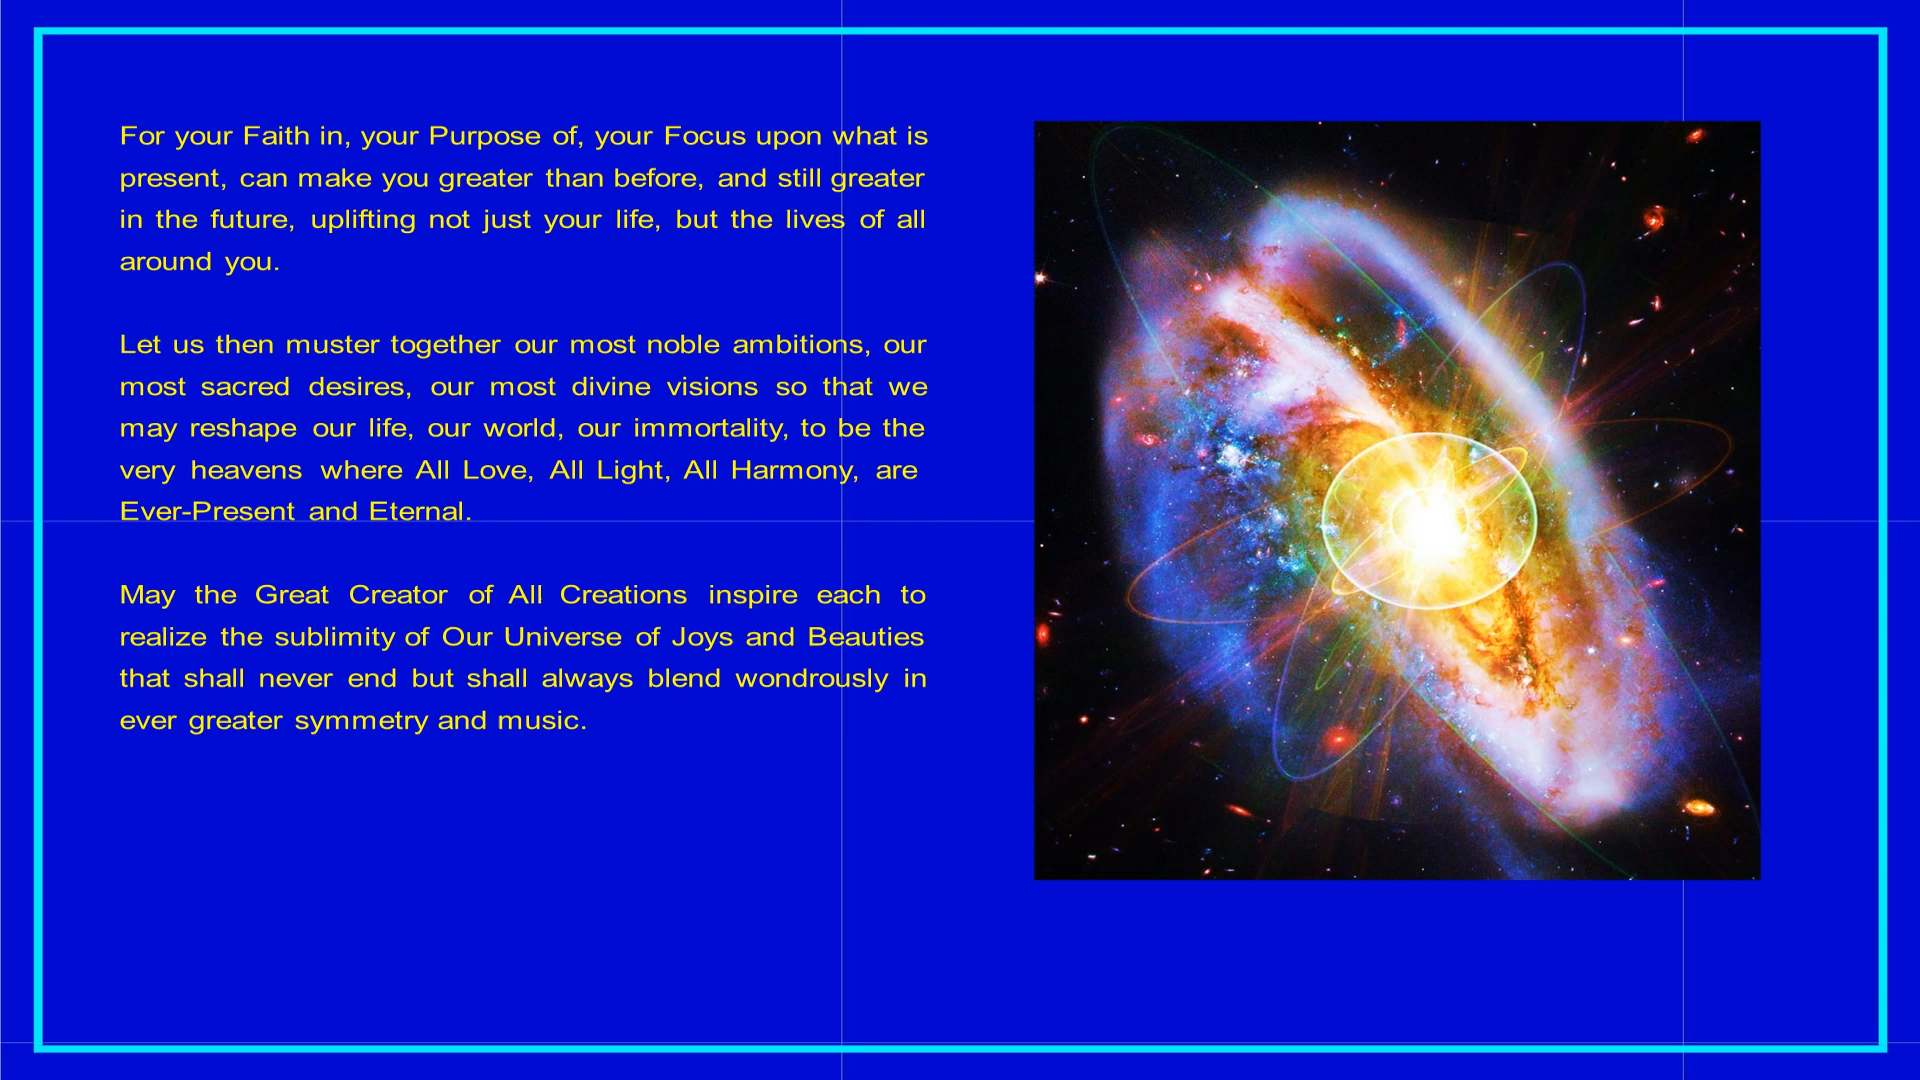 For your Faith in, your Purpose of, your Focus upon what is
present, can make you greater than before, and still greater
in the future, uplifting not just your life, but the lives of all
around you.
Let us then muster together our most noble ambitions, our
most sacred desires, our most divine visions so that we
may reshape our life, our world, our immortality, to be the
very heavens where All Love, All Light, All Harmony, are
Ever-Present and Eternal.
May the Great Creator of All Creations inspire each to
realize the sublimity of Our Universe of Joys and Beauties
that shall never end but shall always blend wondrously in
ever greater symmetry and music.